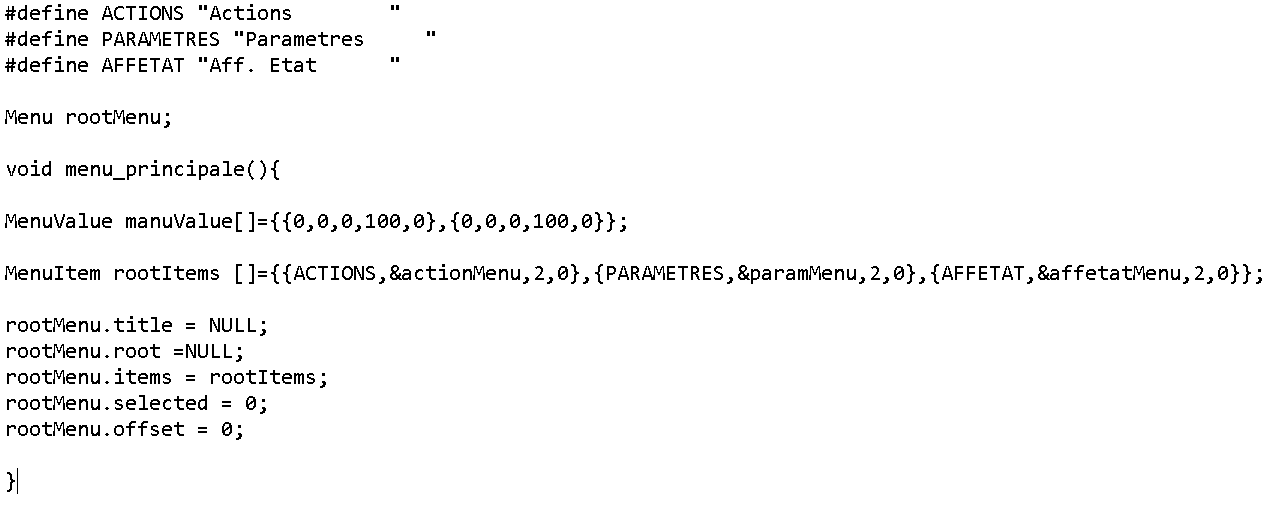 #define ACTIONS "Actions        "
#define PARAMETRES "Parametres     "
#define AFFETAT "Aff. Etat      "
Menu rootMenu;
void menu_principale(){
MenuValue manuValue[]={{0,0,0,100,0},{0,0,0,100,0}};
MenuItem rootItems []={{ACTIONS,&actionMenu,2,0},{PARAMETRES,&paramMenu,2,0},{AFFETAT,&affetatMenu,2,0}};
rootMenu.title = NULL;
rootMenu.root =NULL;
rootMenu.items = rootItems;
rootMenu.selected = 0;
rootMenu.offset = 0;
}